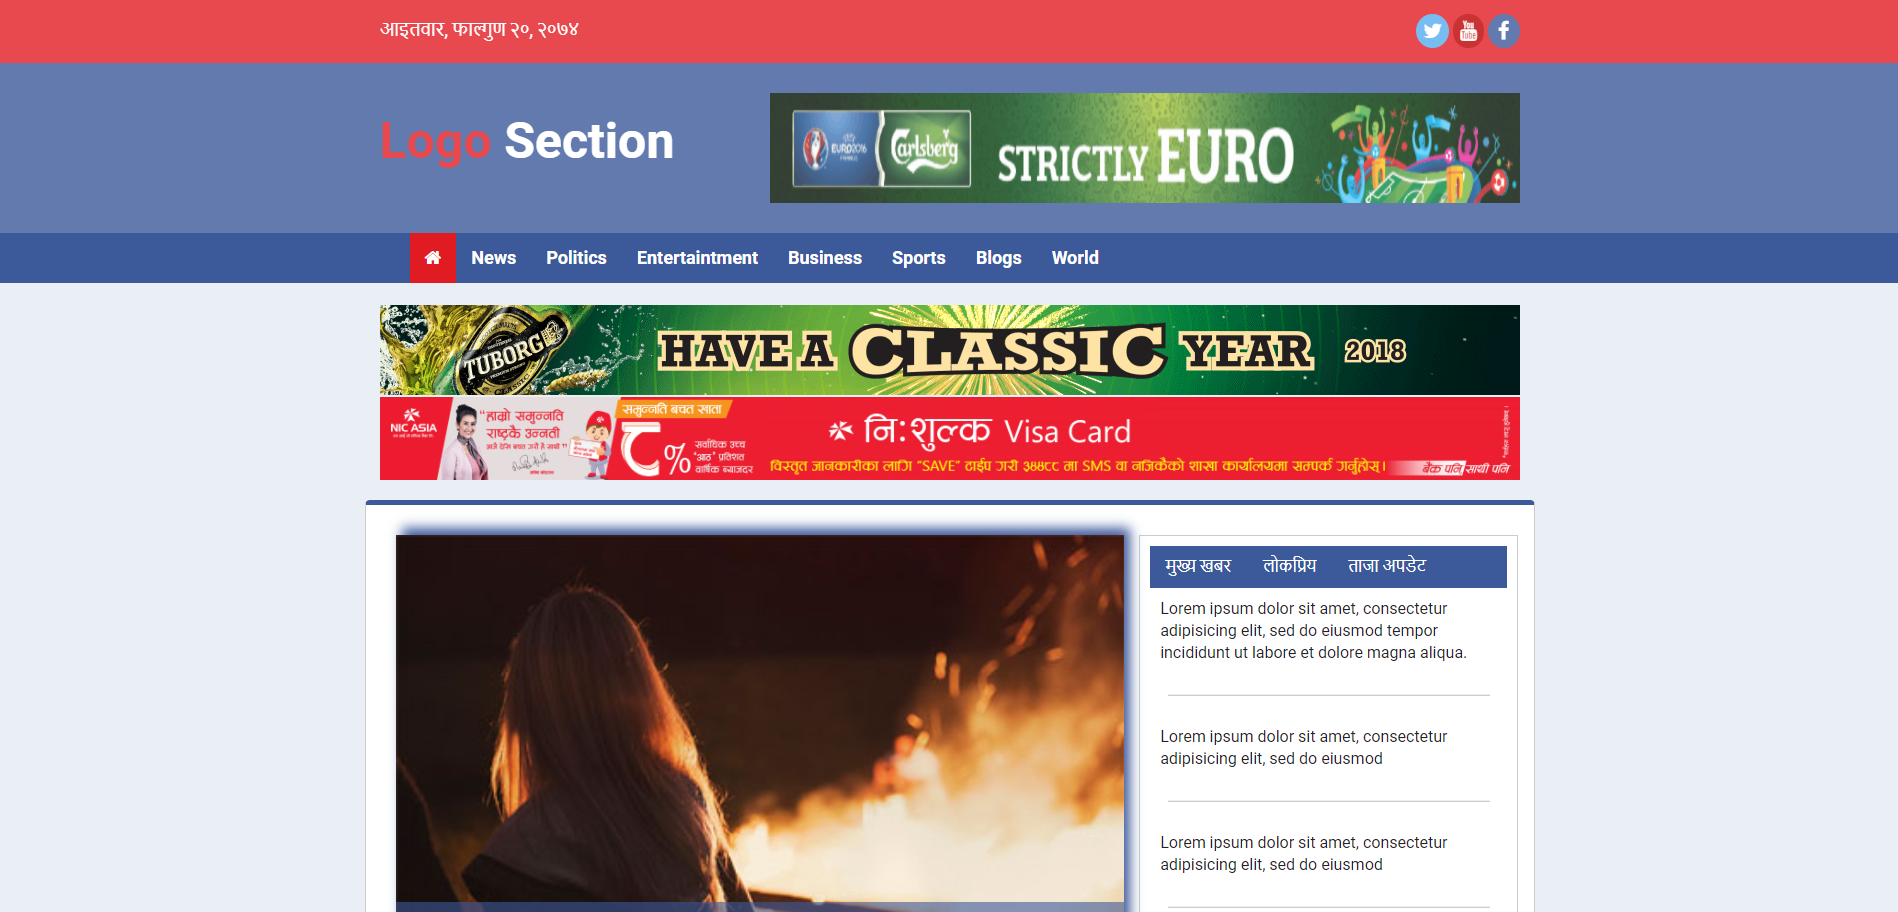 आइतवार, फाल्गुण २०, २०७४
You
Tube
Logo Section
EURO2016
Carlsberg
STRICTLY EURO
News Politics Entertaintment Business Sports Blogs World
TUBORG
HAVE A CLASSIC YEAR 2018
NIC ASIA
“हाम्रो समुन्नति
राष्ट्रकै उन्नती
समुन्नति बचत खाता
८%
सर्वाधिक उच्च
‘आठ’ प्रतिशत
वार्षिक ब्याजदर
नि:शुल्क Visa Card
विस्तृत जानकारीका लागि “SAVE” टाईप गरी ३४४८८ मा SMS वा नजिकैको शाखा कार्यालयमा सम्पर्क गर्नुहोस्।
बैंक पनि साथी पनि
मुख्य खबर लोकप्रिय ताजा अपडेट
Lorem ipsum dolor sit amet, consectetur
adipisicing elit, sed do eiusmod tempor
incididunt ut labore et dolore magna aliqua.
Lorem ipsum dolor sit amet, consectetur
adipisicing elit, sed do eiusmod
Lorem ipsum dolor sit amet, consectetur
adipisicing elit, sed do eiusmod